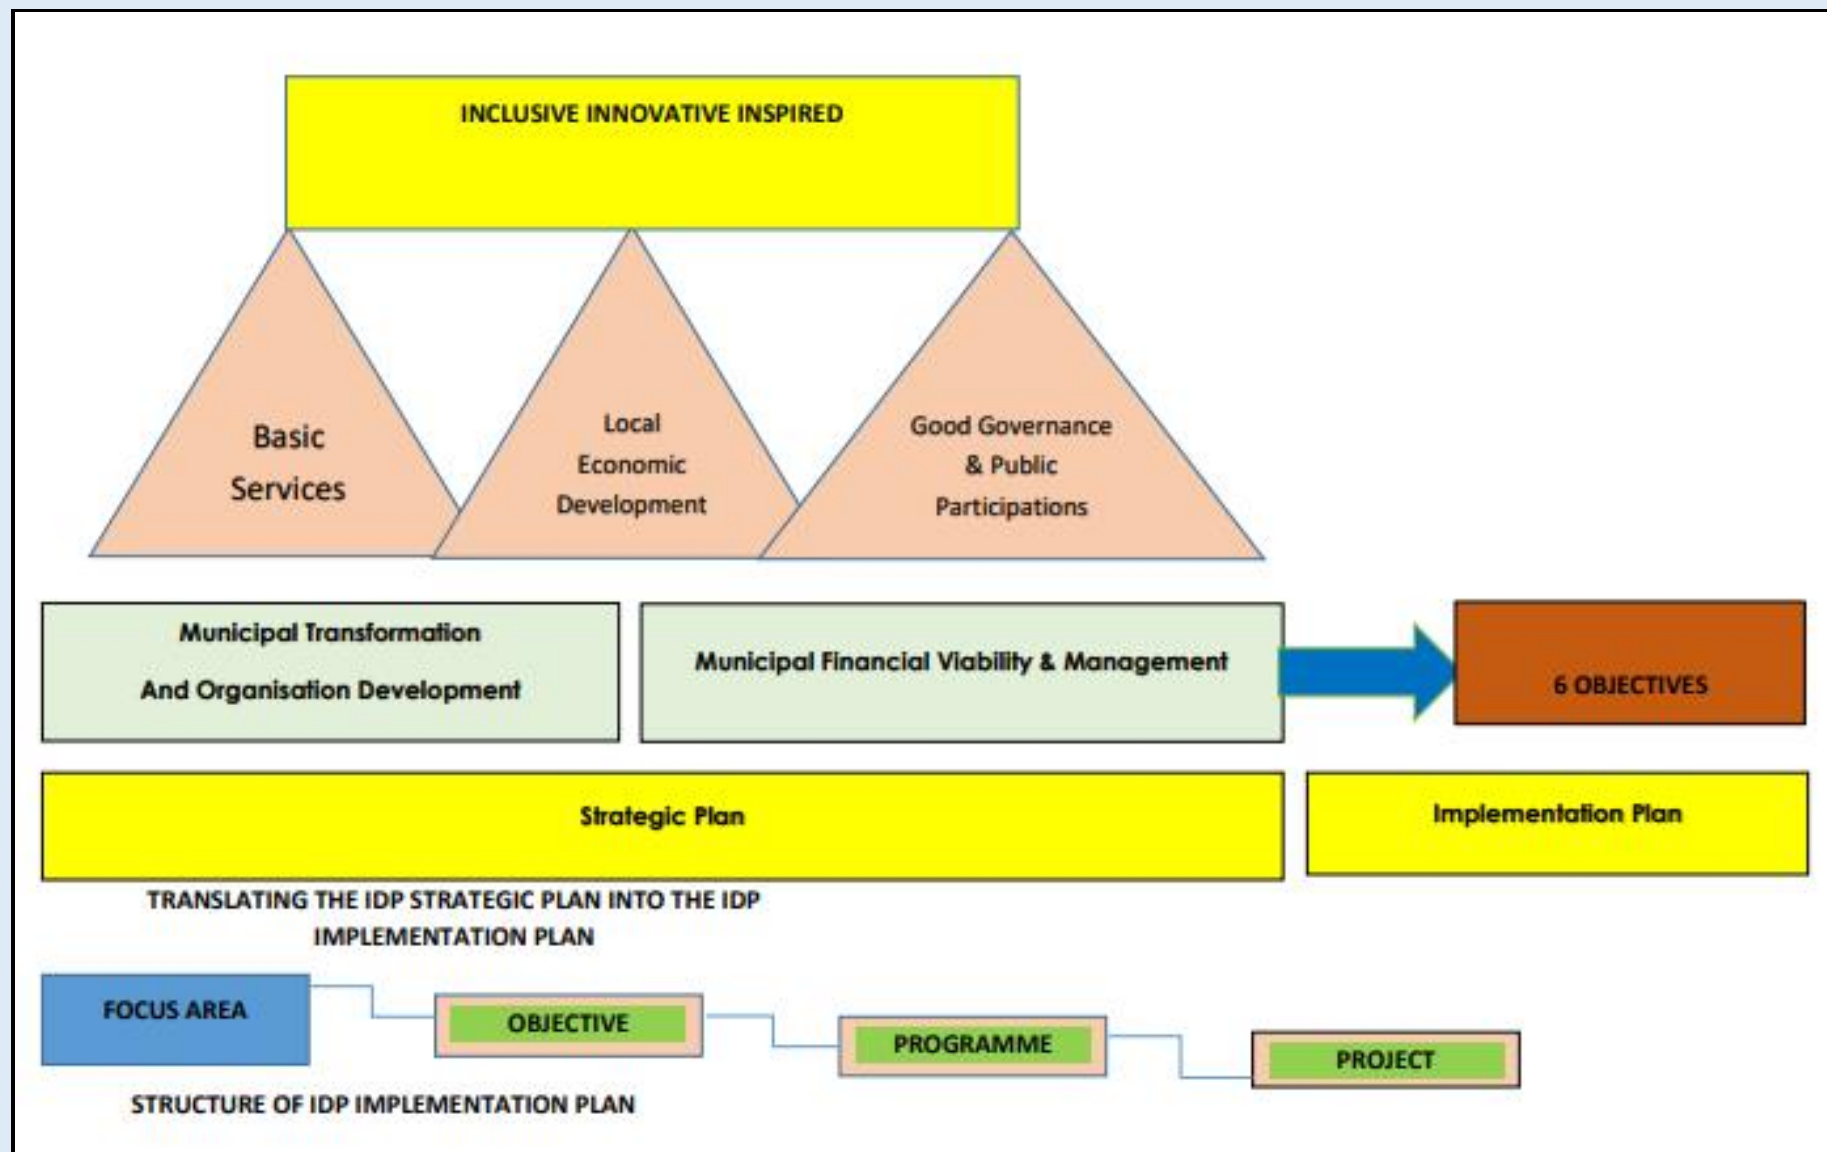 INCLUSIVE INNOVATIVE INSPIRED
Basic
Services
Local
Economic
Development
Good Governance
& Public
Participations
Municipal Transformation
And Organisation Development
Municipal Financial Viability & Management
6 OBJECTIVES
Strategic Plan
Implementation Plan
TRANSLATING THE IDP STRATEGIC PLAN INTO THE IDP
IMPLEMENTATION PLAN
FOCUS AREA
OBJECTIVE
PROGRAMME
PROJECT
STRUCTURE OF IDP IMPLEMENTATION PLAN